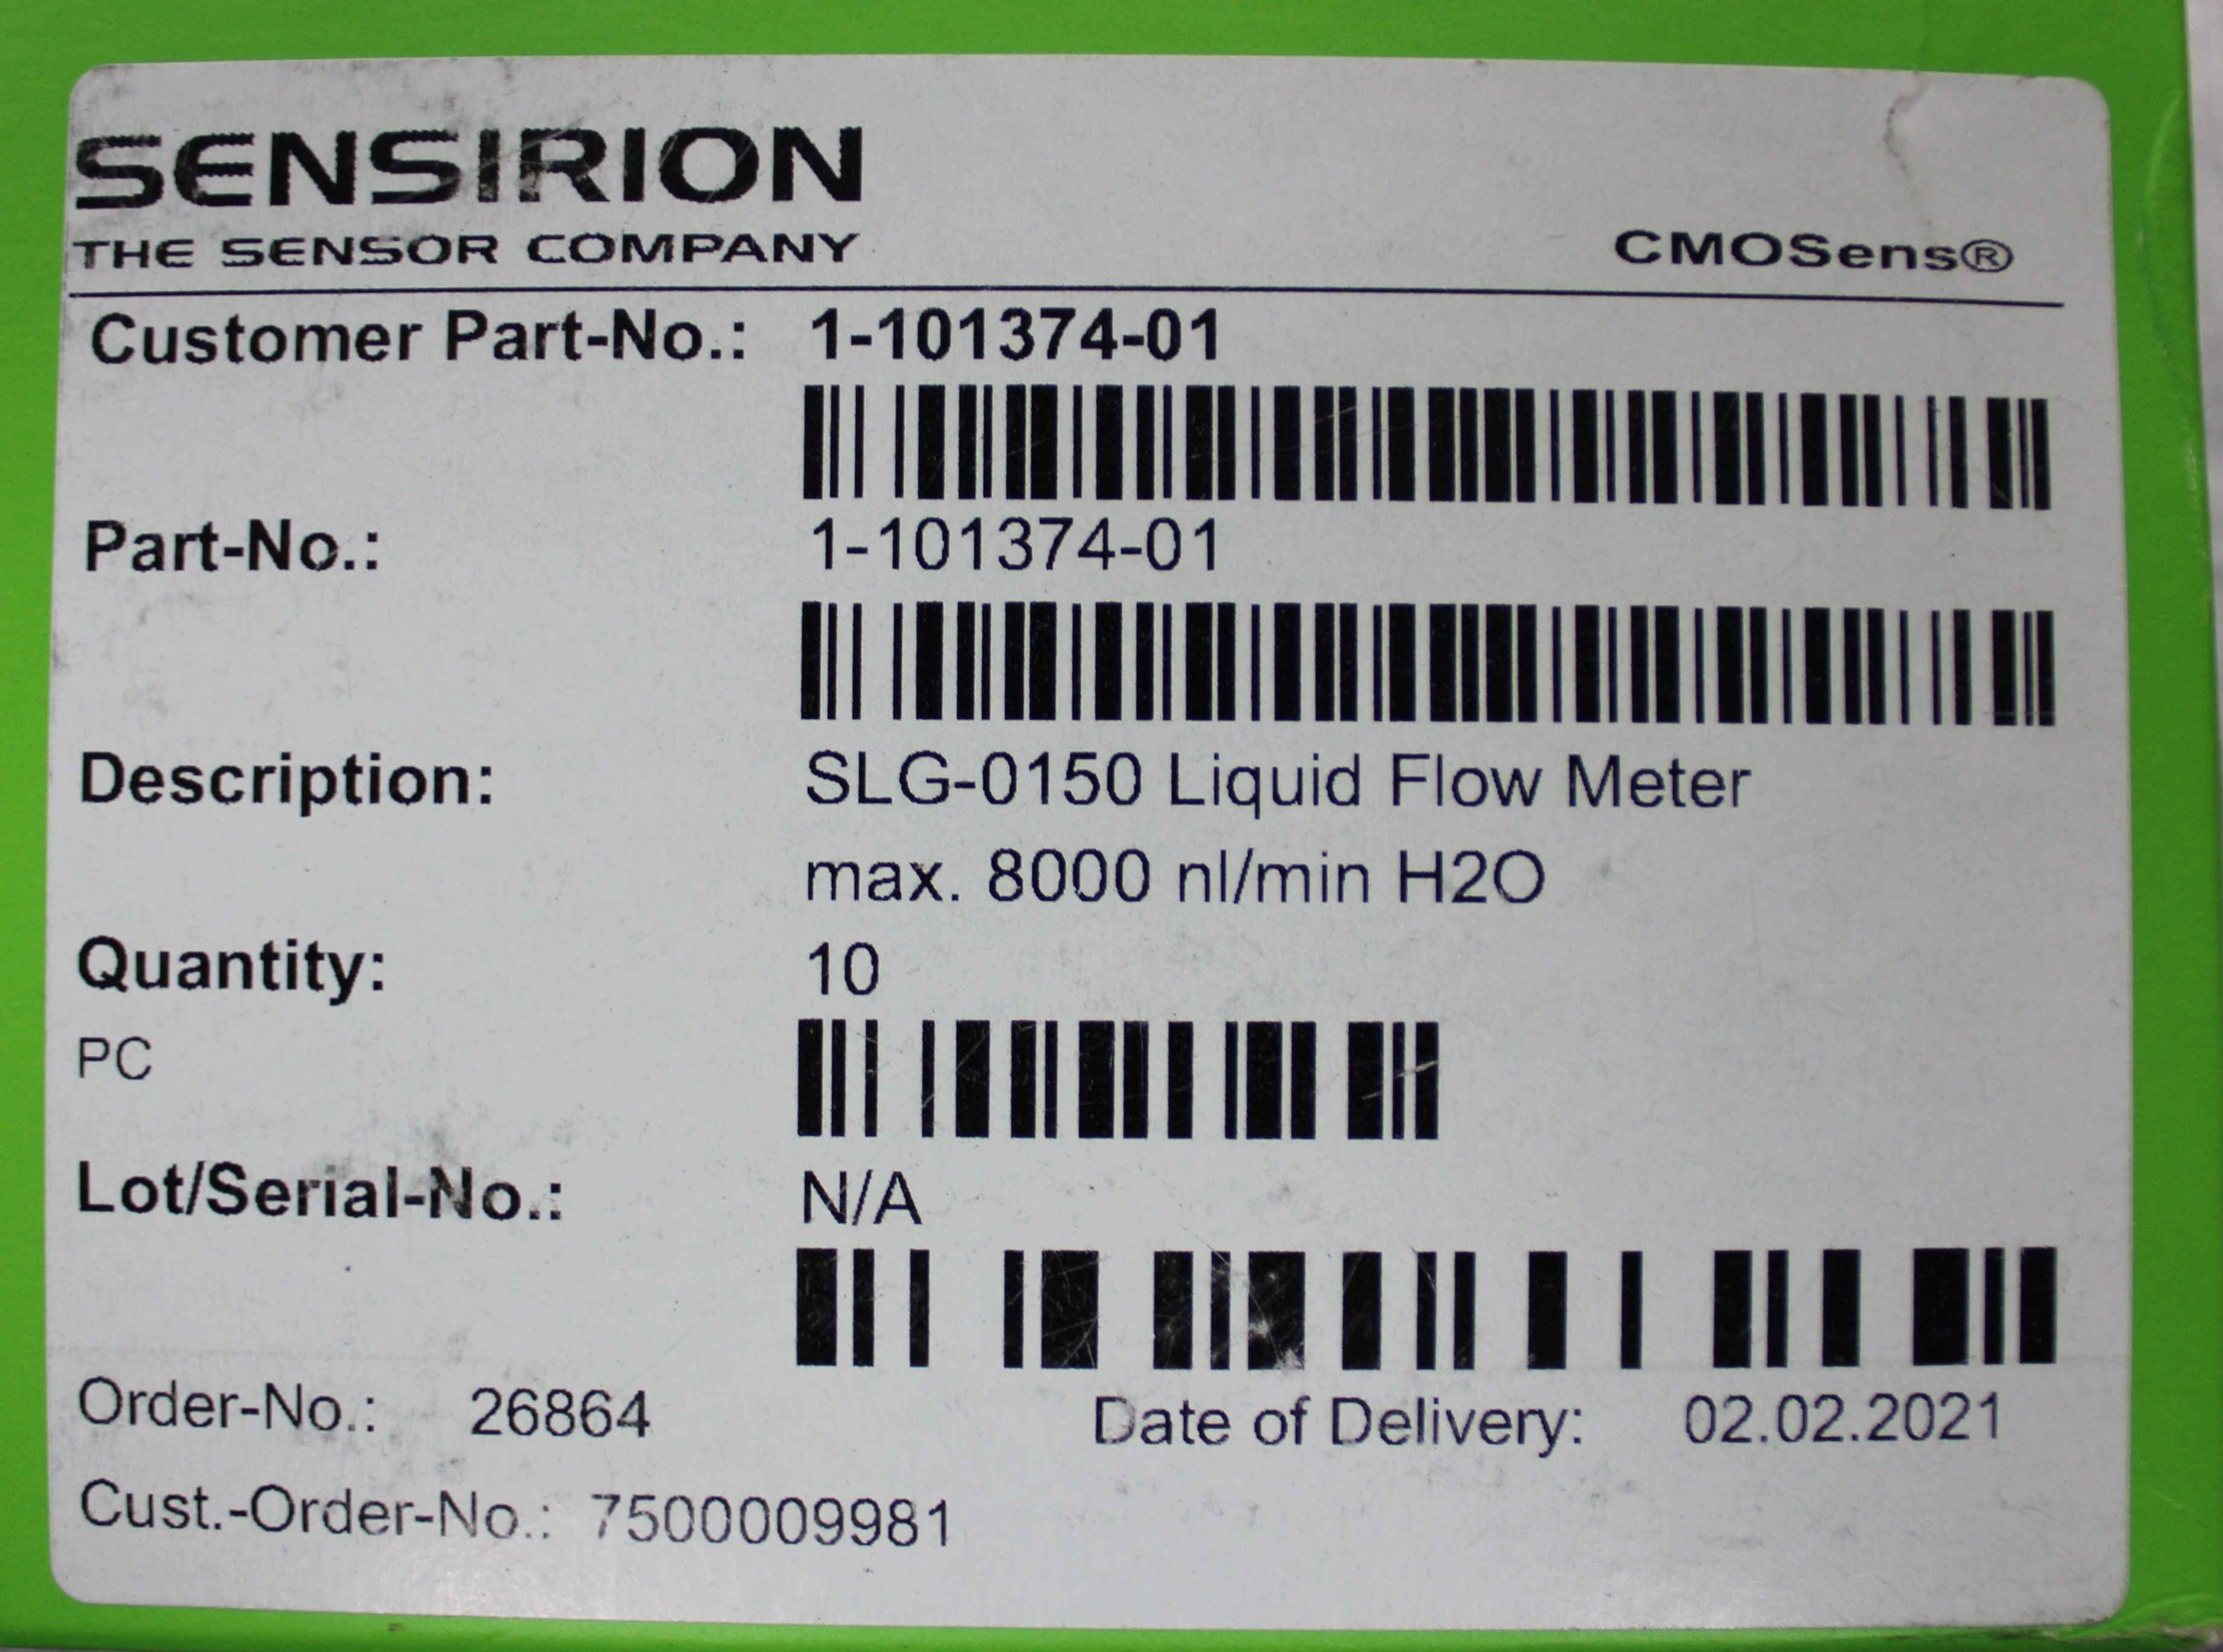 SENSIRION
THE SENSOR COMPANY CMOSens®
Customer Part-No.: 1-101374-01
Part-No.: 1-101374-01
Description: SLG-0150 Liquid Flow Meter
max. 8000 nl/min H2O
Quantity: 10
PC
Lot/Serial-No.: N/A
Order-No.: 26864 Date of Delivery: 02.02.2021
Cust.-Order-No.: 7500009981